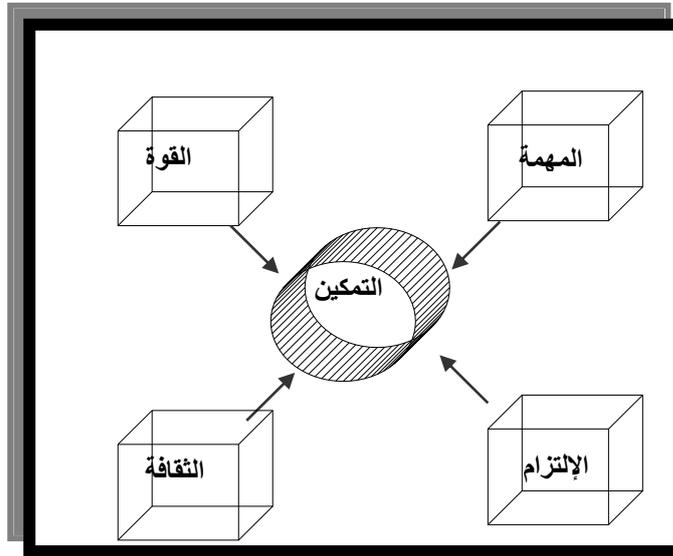 المهمة
القوة
التمكين
الإلتزام
الثقافة